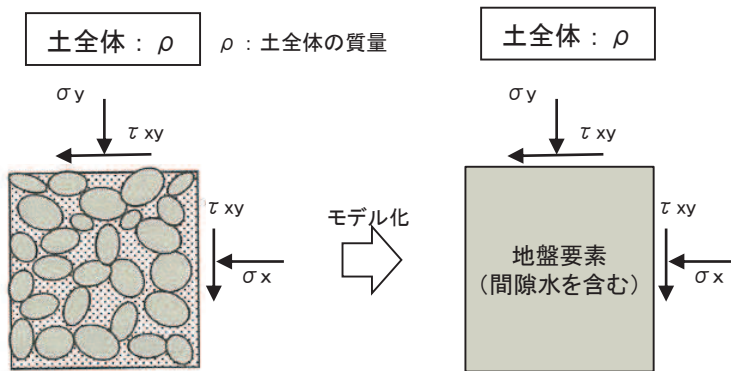 土全体：ρ
ρ：土全体の質量
土全体：ρ
σy
τxy
τxy
σx
モデル化
σy
τxy
τxy
σx
地盤要素
（間隙水を含む）